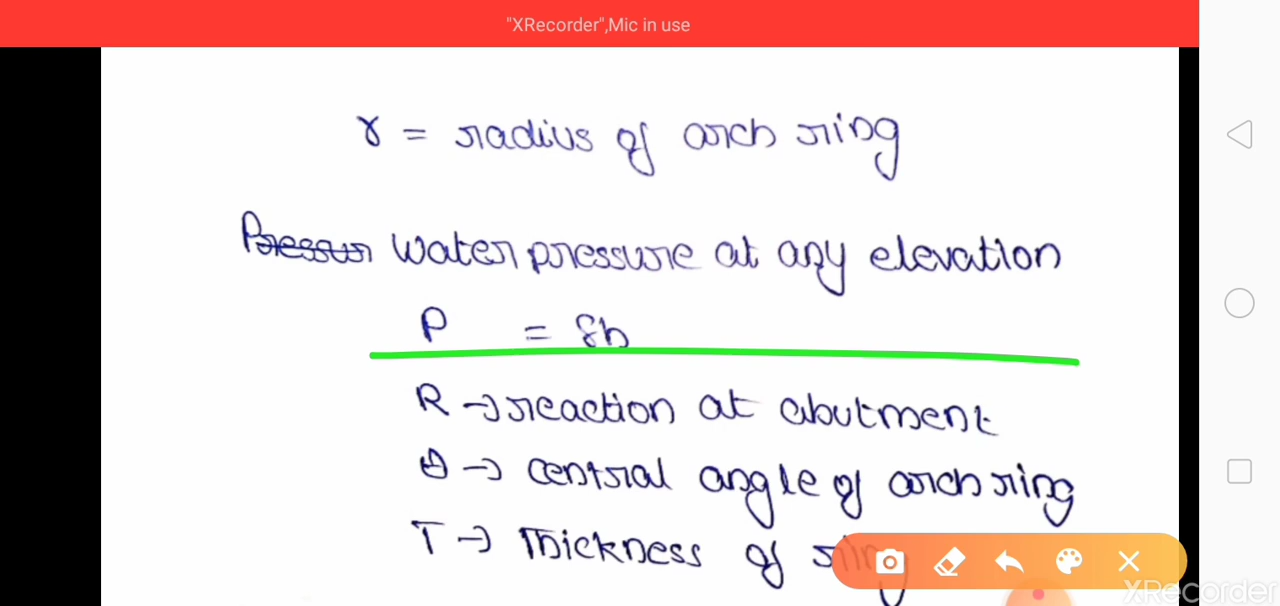 "XRecorder",Mic in use
r = radius of arch ring
Water pressure at any elevation
P = γh
R → reaction at abutment
θ → central angle of arch ring
T → Thickness of ring
XRecorder